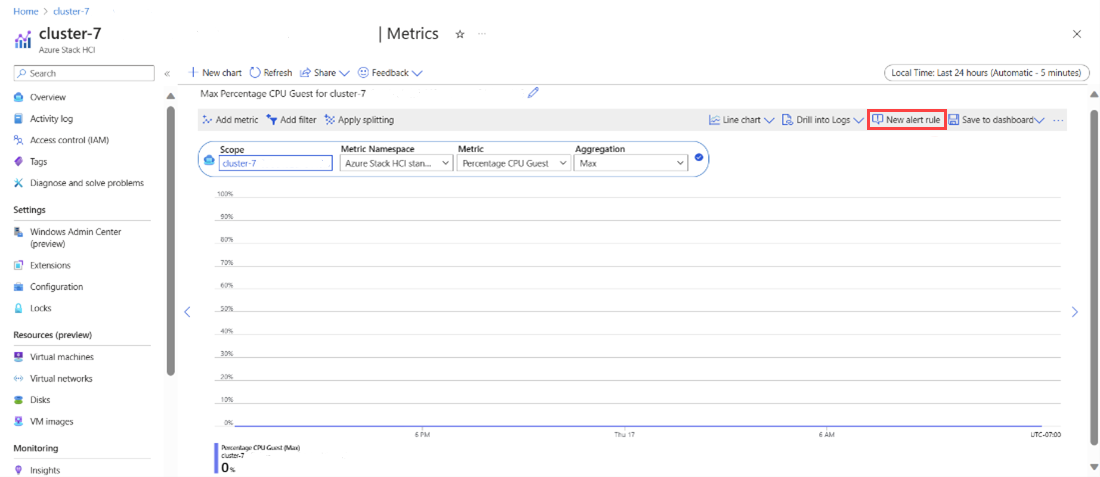 Home > cluster-7
cluster-7
| Metrics
Azure Stack HCI
Search
Overview
Activity log
Access control (IAM)
Tags
Diagnose and solve problems
Settings
Windows Admin Center
(preview)
Extensions
Configuration
Locks
Resources (preview)
Virtual machines
Virtual networks
Disks
VM images
Monitoring
Insights
New chart Refresh Share Feedback
Local Time: Last 24 hours (Automatic - 5 minutes)
Max Percentage CPU Guest for cluster-7
Add metric Add filter Apply splitting
Line chart Drill into Logs New alert rule Save to dashboard
Scope Metric Namespace Metric Aggregation
cluster-7 Azure Stack HCI stan... Percentage CPU Guest Max
100%
90%
80%
70%
60%
50%
40%
30%
20%
10%
0%
6 PM Thu 17 6 AM UTC-07:00
Percentage CPU Guest (Max)
cluster-7
0%